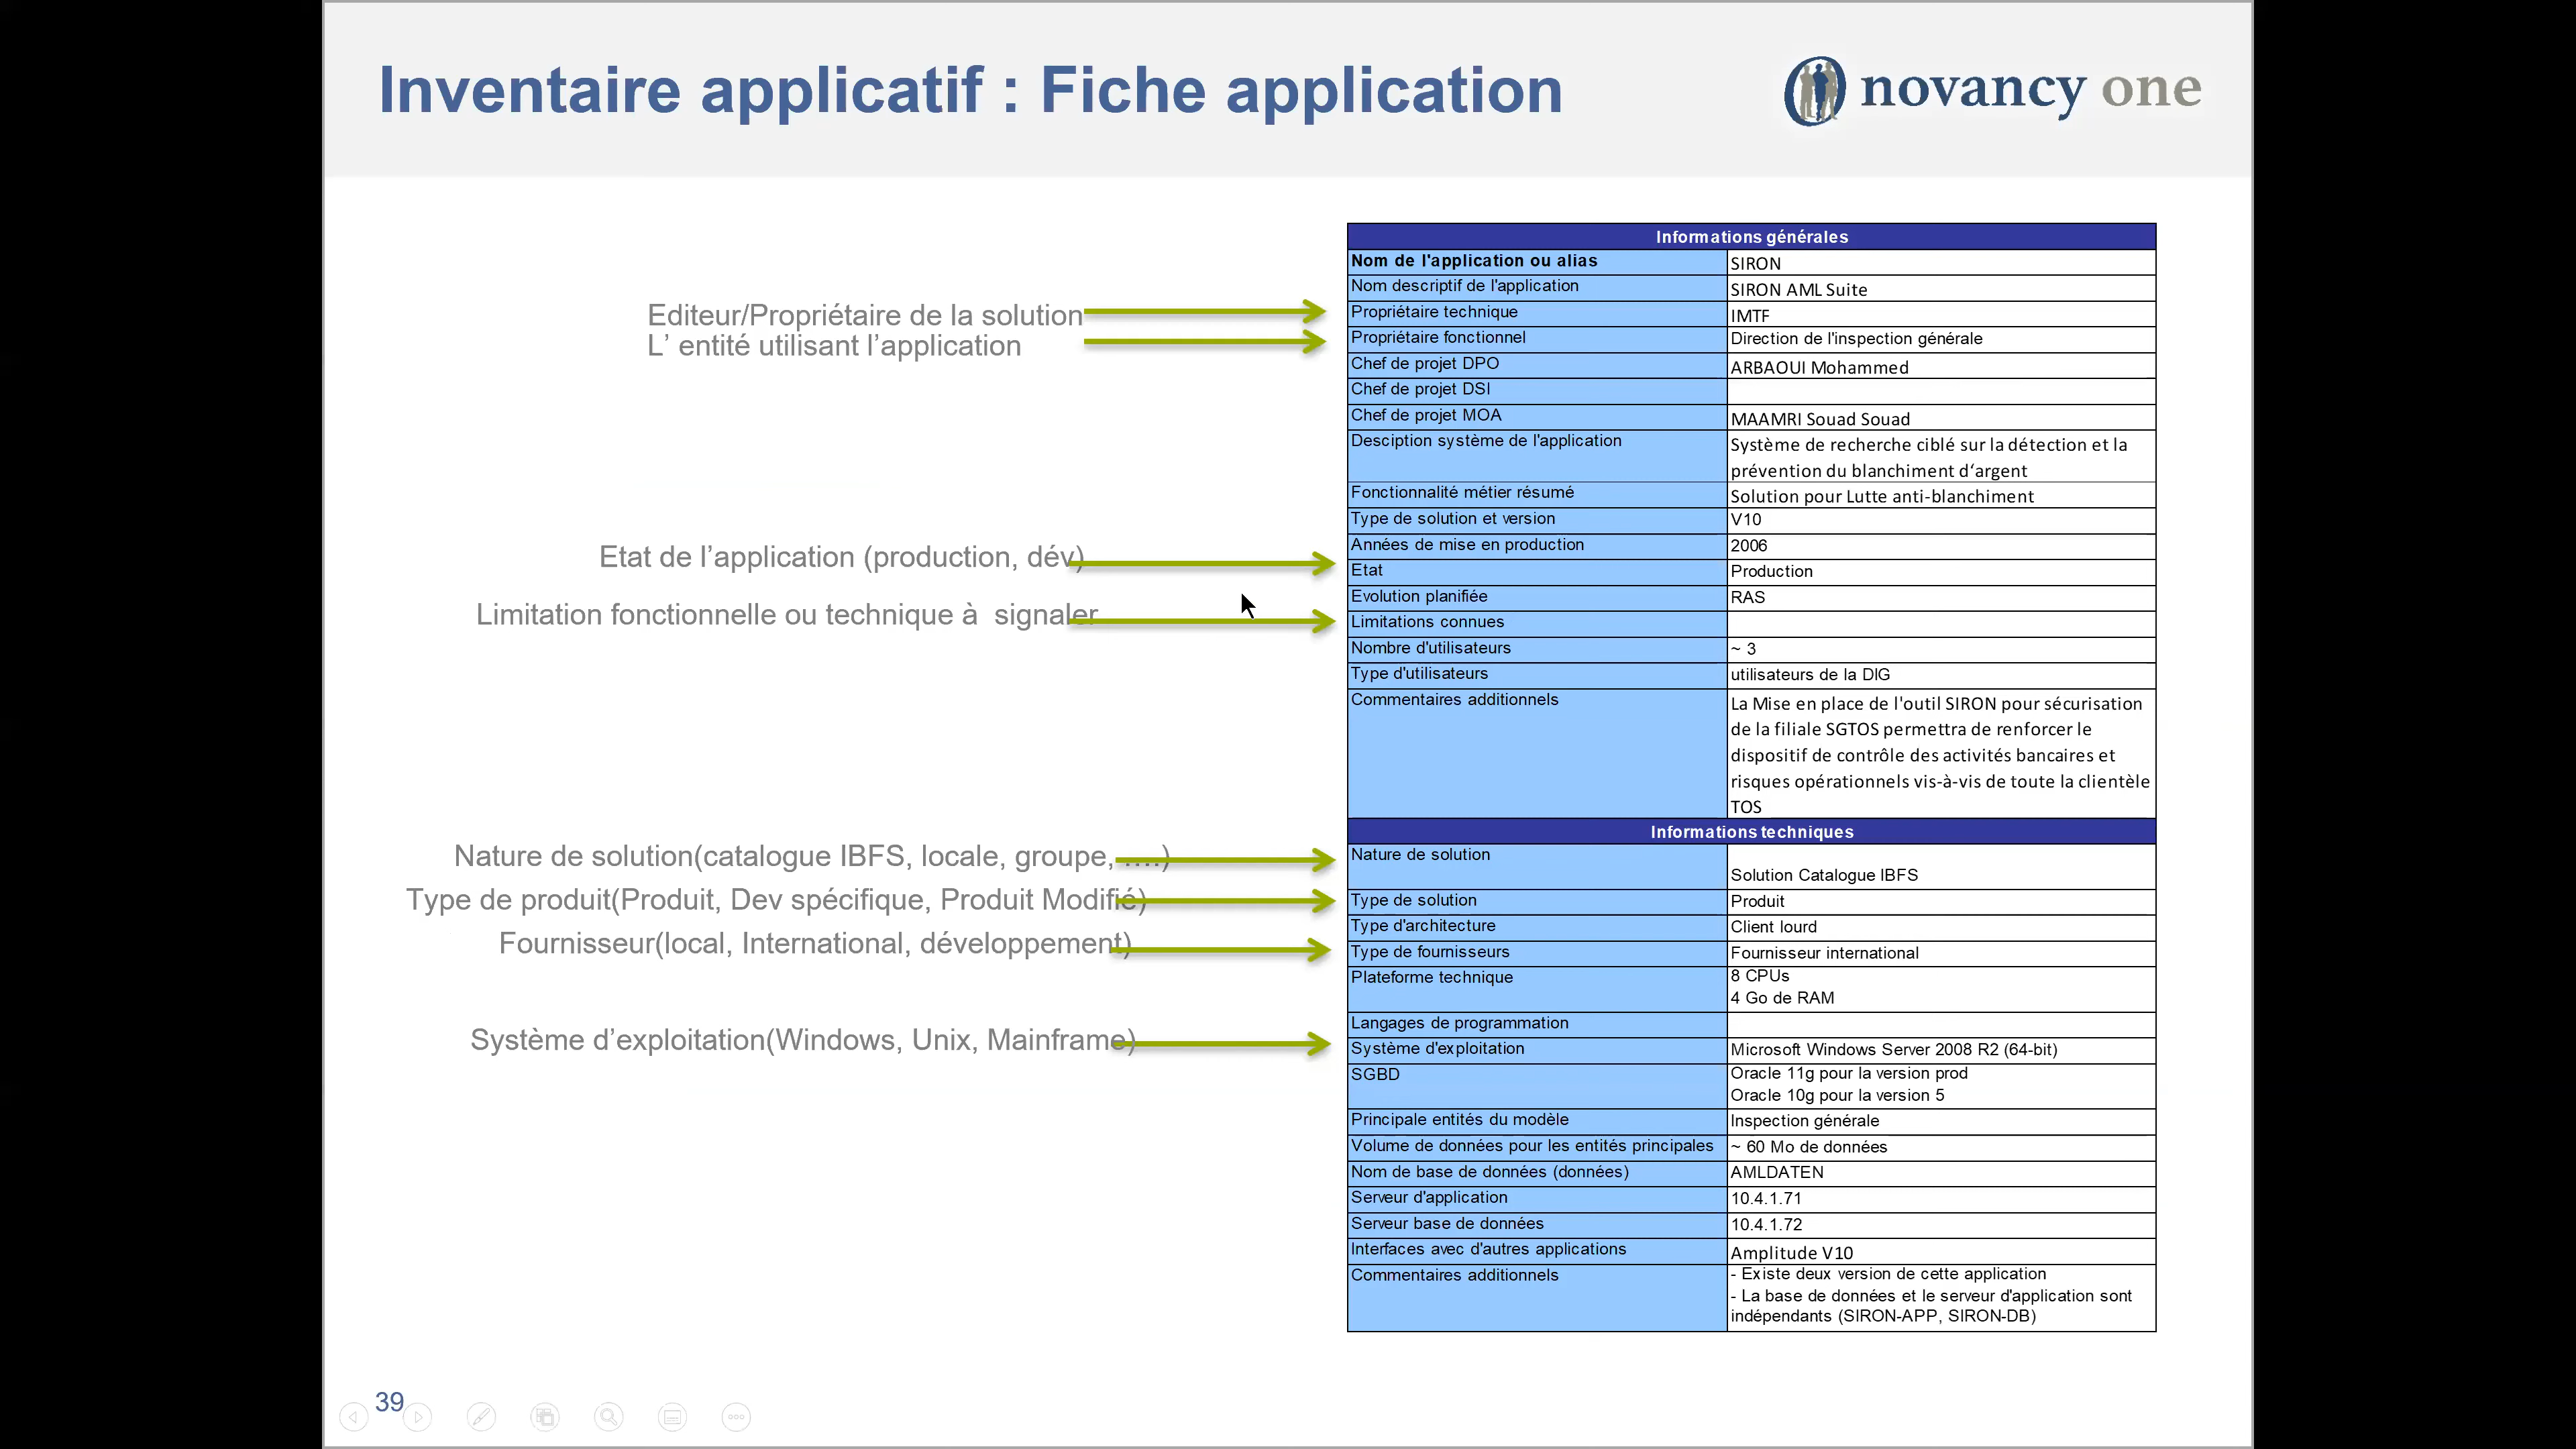 Inventaire applicatif : Fiche application
novancy one
Editeur/Propriétaire de la solution
L’ entité utilisant l’application
Etat de l’application (production, dév)
Limitation fonctionnelle ou technique à  signaler
Nature de solution(catalogue IBFS, locale, groupe, ….)
Type de produit(Produit, Dev spécifique, Produit Modifié)
Fournisseur(local, International, développement)
Système d’exploitation(Windows, Unix, Mainframe)
Informations générales
Nom de l'application ou alias SIRON
Nom descriptif de l'application SIRON AML Suite
Propriétaire technique IMTF
Propriétaire fonctionnel Direction de l'inspection générale
Chef de projet DPO ARBAOUI Mohammed
Chef de projet DSI
Chef de projet MOA MAAMRI Souad Souad
Desciption système de l'application Système de recherche ciblé sur la détection et la
prévention du blanchiment d‘argent
Fonctionnalité métier résumé Solution pour Lutte anti-blanchiment
Type de solution et version V10
Années de mise en production 2006
Etat Production
Evolution planifiée RAS
Limitations connues
Nombre d'utilisateurs ~ 3
Type d'utilisateurs utilisateurs de la DIG
Commentaires additionnels La Mise en place de l'outil SIRON pour sécurisation
de la filiale SGTOS permettra de renforcer le
dispositif de contrôle des activités bancaires et
risques opérationnels vis-à-vis de toute la clientèle
TOS
Informations techniques
Nature de solution Solution Catalogue IBFS
Type de solution Produit
Type d'architecture Client lourd
Type de fournisseurs Fournisseur international
Plateforme technique 8 CPUs
4 Go de RAM
Langages de programmation
Système d'exploitation Microsoft Windows Server 2008 R2 (64-bit)
SGBD Oracle 11g pour la version prod
Oracle 10g pour la version 5
Principale entités du modèle Inspection générale
Volume de données pour les entités principales ~ 60 Mo de données
Nom de base de données (données) AMLDATEN
Serveur d'application 10.4.1.71
Serveur base de données 10.4.1.72
Interfaces avec d'autres applications Amplitude V10
Commentaires additionnels - Existe deux version de cette application
- La base de données et le serveur d'application sont
indépendants (SIRON-APP, SIRON-DB)
39